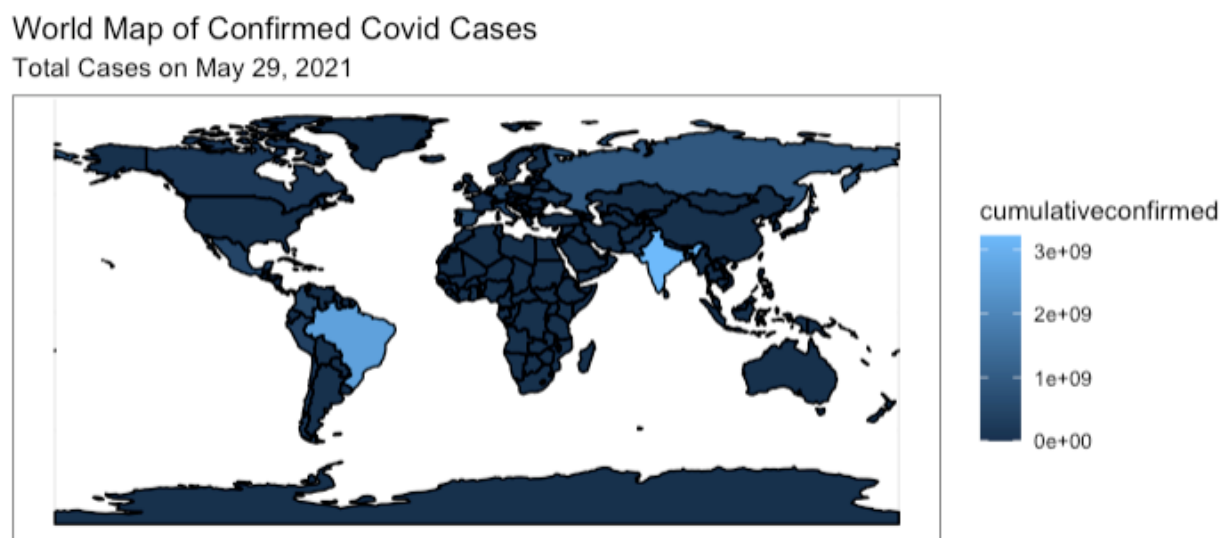 World Map of Confirmed Covid Cases
Total Cases on May 29, 2021
cumulativeconfirmed
3e+09
2e+09
1e+09
0e+00